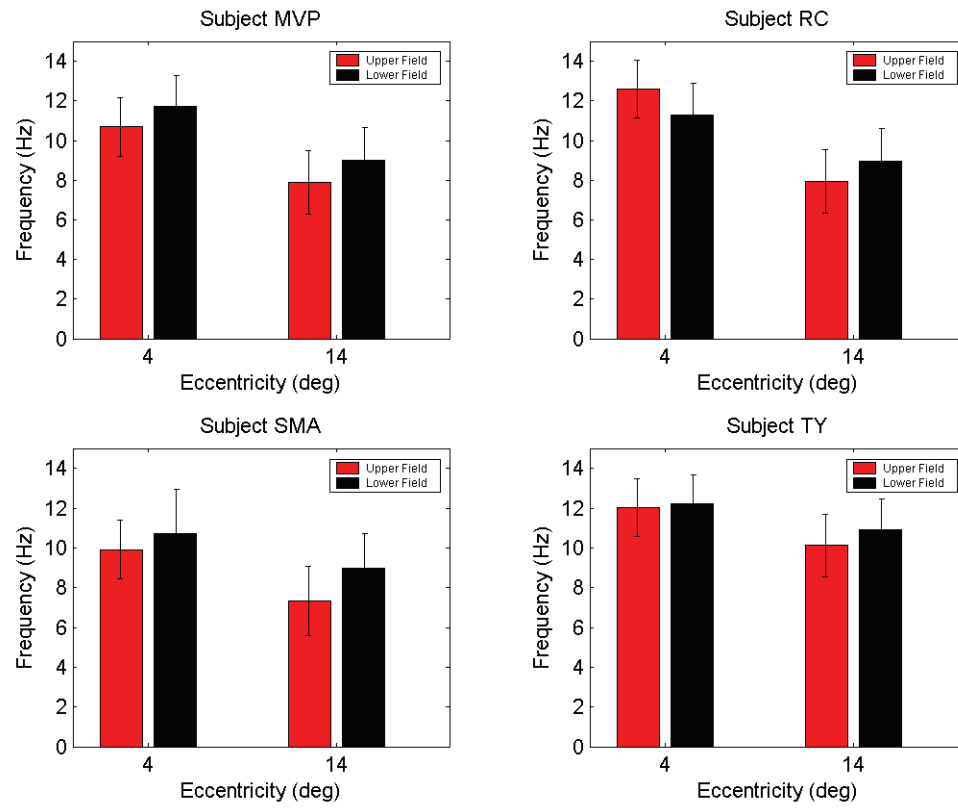 Subject MVP
Frequency (Hz)
14
12
10
8
6
4
2
0
Upper Field
Lower Field
4
14
Eccentricity (deg)
Subject RC
Frequency (Hz)
14
12
10
8
6
4
2
0
Upper Field
Lower Field
4
14
Eccentricity (deg)
Subject SMA
Frequency (Hz)
14
12
10
8
6
4
2
0
Upper Field
Lower Field
4
14
Eccentricity (deg)
Subject TY
Frequency (Hz)
14
12
10
8
6
4
2
0
Upper Field
Lower Field
4
14
Eccentricity (deg)